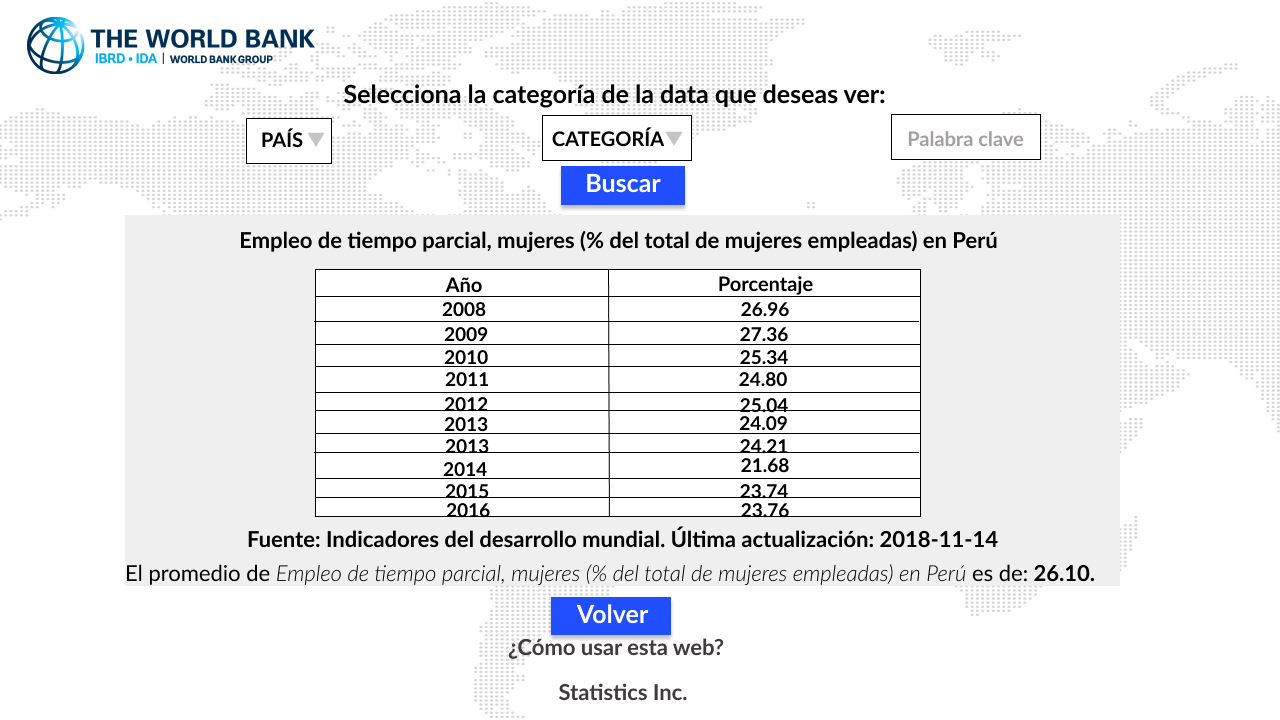 THE WORLD BANK
IBRD • IDA | WORLD BANK GROUP
Selecciona la categoría de la data que deseas ver:
PAÍS CATEGORÍA Palabra clave
Buscar
Empleo de tiempo parcial, mujeres (% del total de mujeres empleadas) en Perú
Año Porcentaje
2008 26.96
2009 27.36
2010 25.34
2011 24.80
2012 25.04
2013 24.09
2013 24.21
2014 21.68
2015 23.74
2016 23.76
Fuente: Indicadores del desarrollo mundial. Última actualización: 2018-11-14
El promedio de Empleo de tiempo parcial, mujeres (% del total de mujeres empleadas) en Perú es de: 26.10.
Volver
¿Cómo usar esta web?
Statistics Inc.